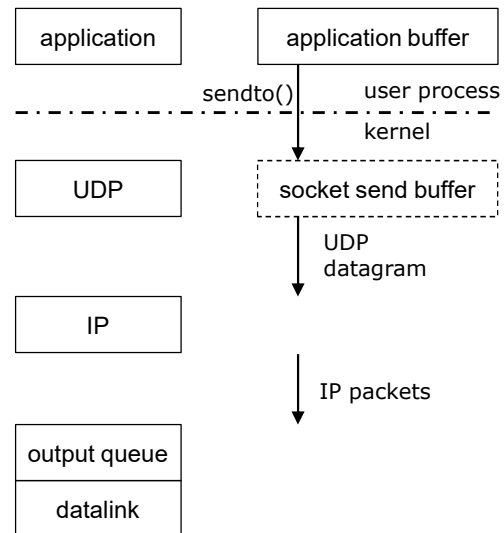 application
application buffer
sendto()
user process
kernel
UDP
socket send buffer
UDP
datagram
IP
IP packets
output queue
datalink